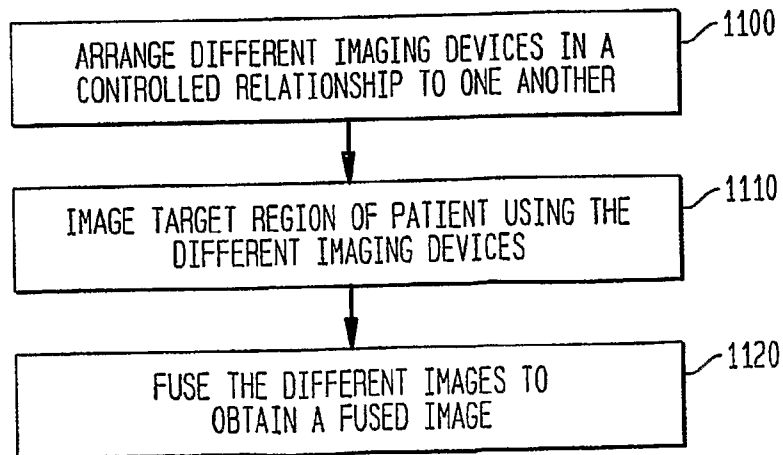 ARRANGE DIFFERENT IMAGING DEVICES IN A
CONTROLLED RELATIONSHIP TO ONE ANOTHER
1100
IMAGE TARGET REGION OF PATIENT USING THE
DIFFERENT IMAGING DEVICES
1110
FUSE THE DIFFERENT IMAGES TO
OBTAIN A FUSED IMAGE
1120